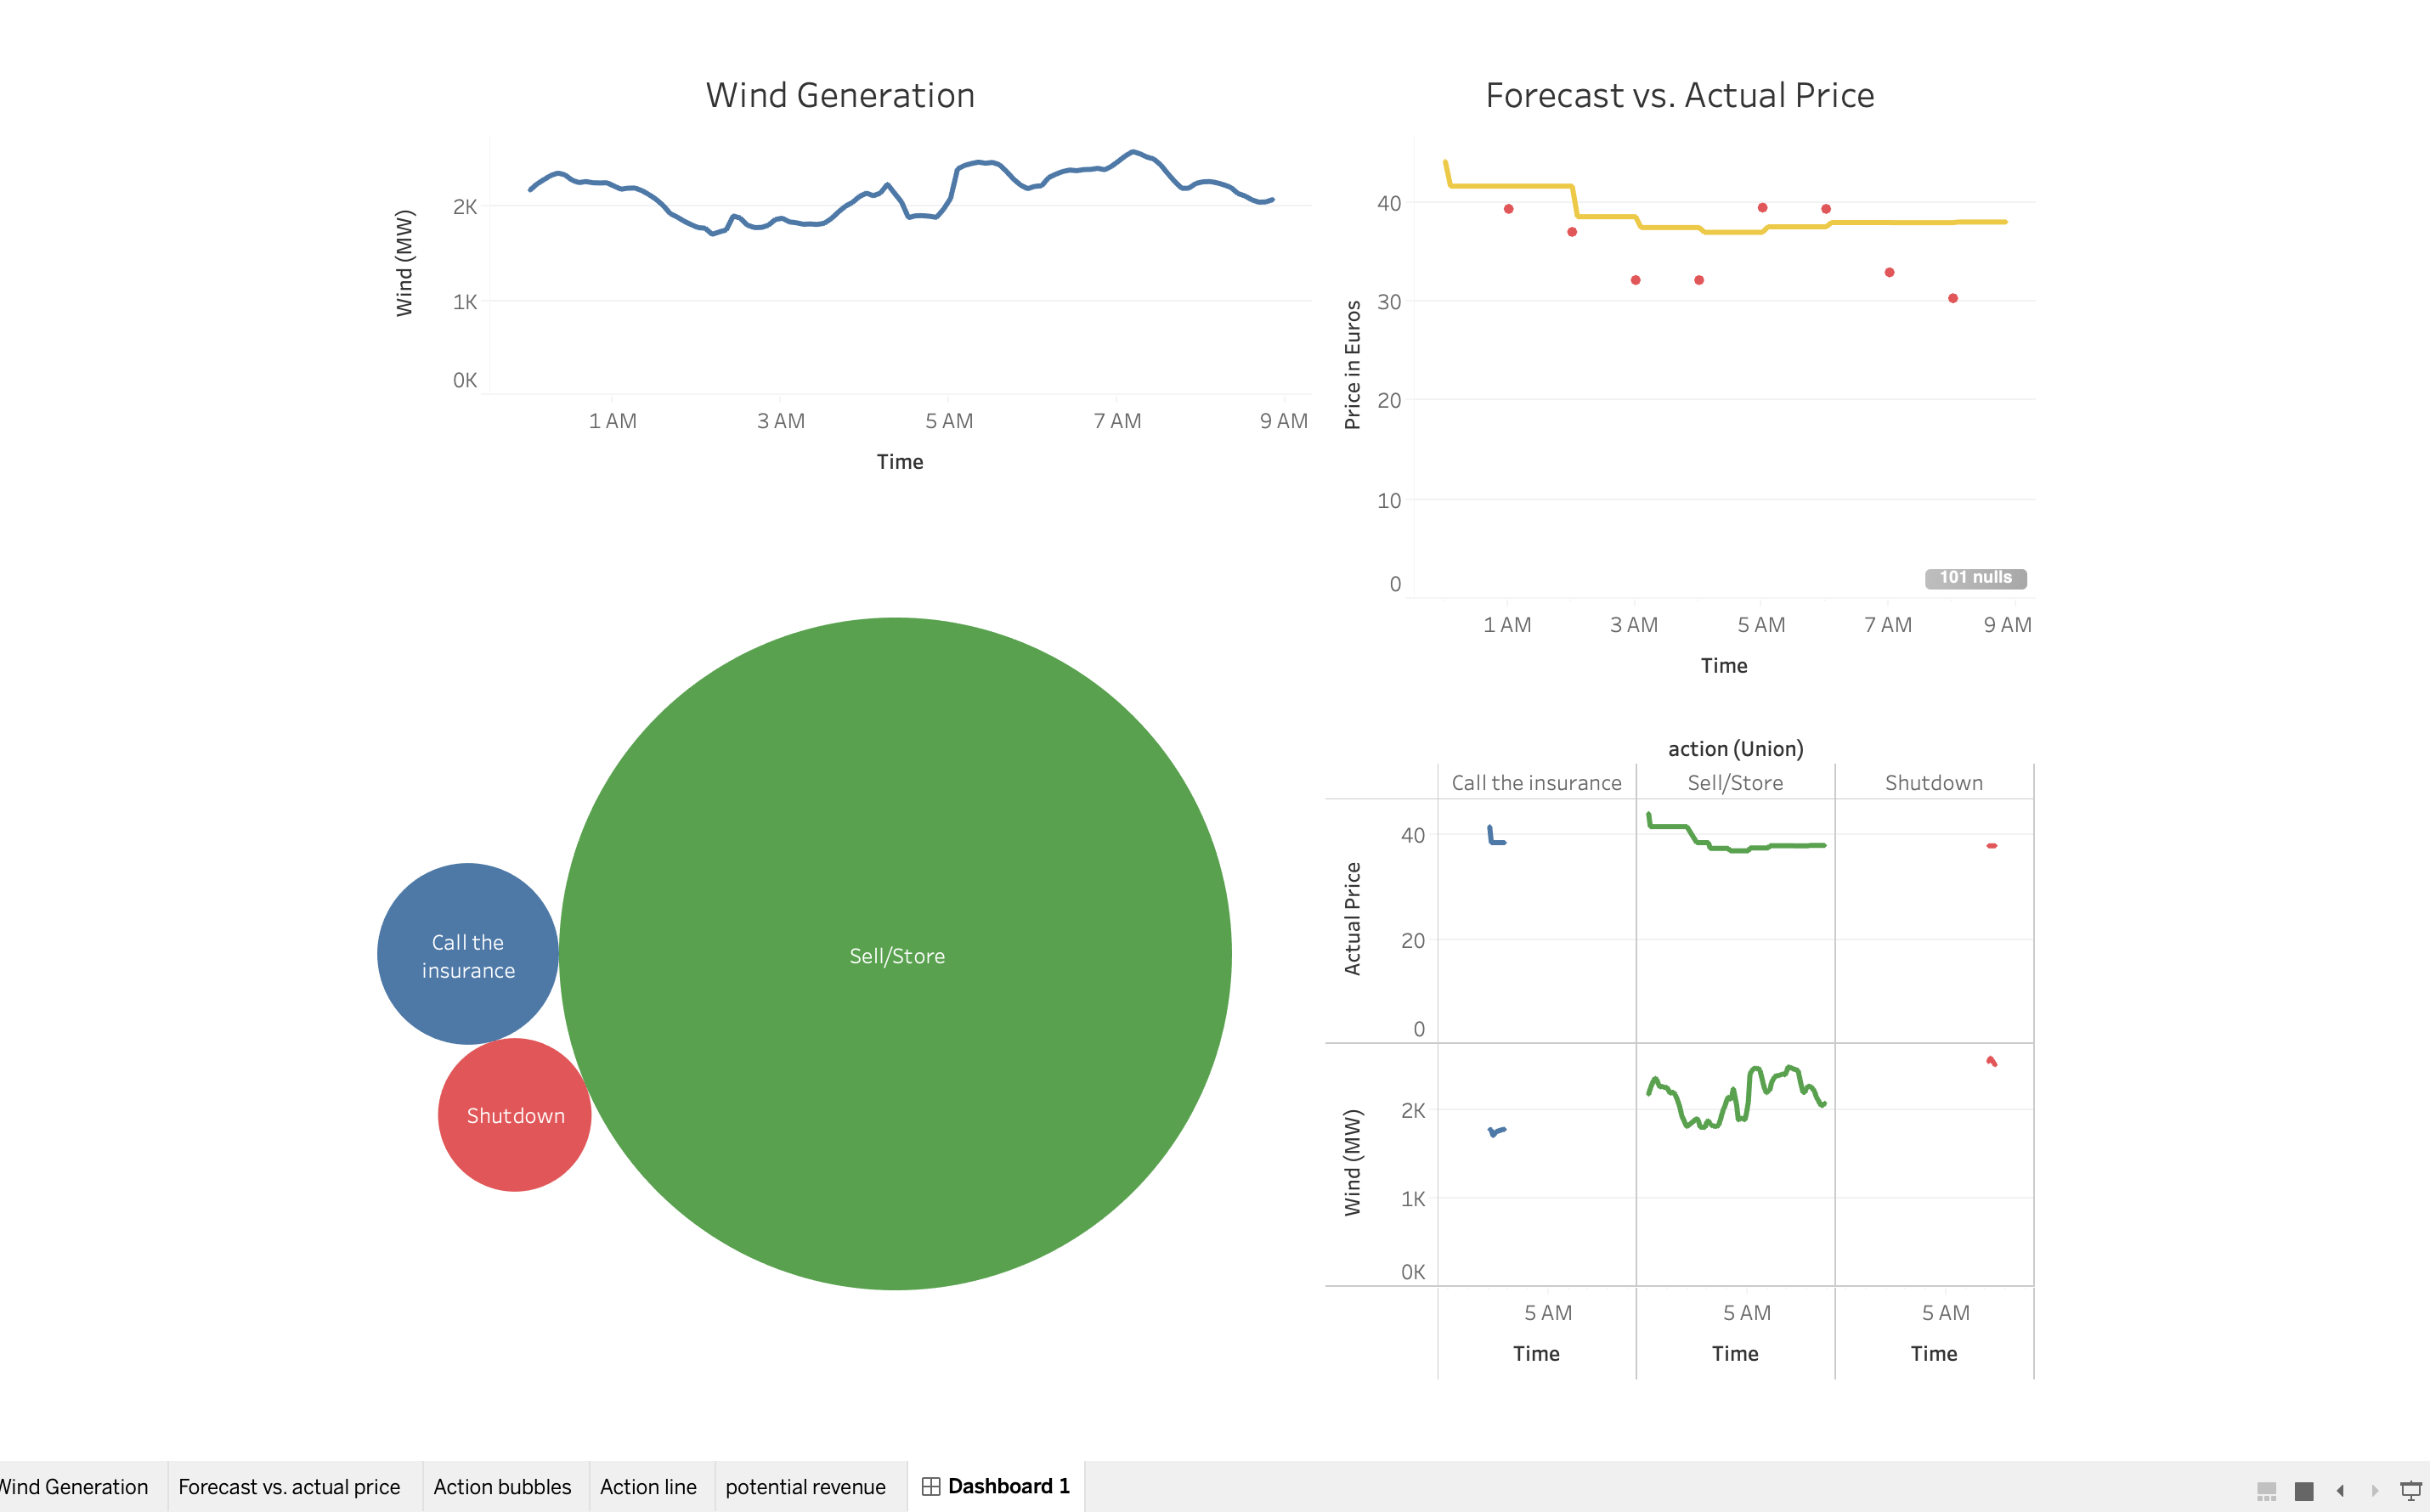 Wind Generation
Wind (MW)
2K
1K
0K
1 AM 3 AM 5 AM 7 AM 9 AM
Time
Forecast vs. Actual Price
Price in Euros
40
30
20
10
0
101 nulls
1 AM 3 AM 5 AM 7 AM 9 AM
Time
Call the
insurance
Sell/Store
Shutdown
action (Union)
Call the insurance Sell/Store Shutdown
Actual Price
40
20
0
Wind (MW)
2K
1K
0K
5 AM 5 AM 5 AM
Time Time Time
Wind Generation Forecast vs. actual price Action bubbles Action line potential revenue Dashboard 1